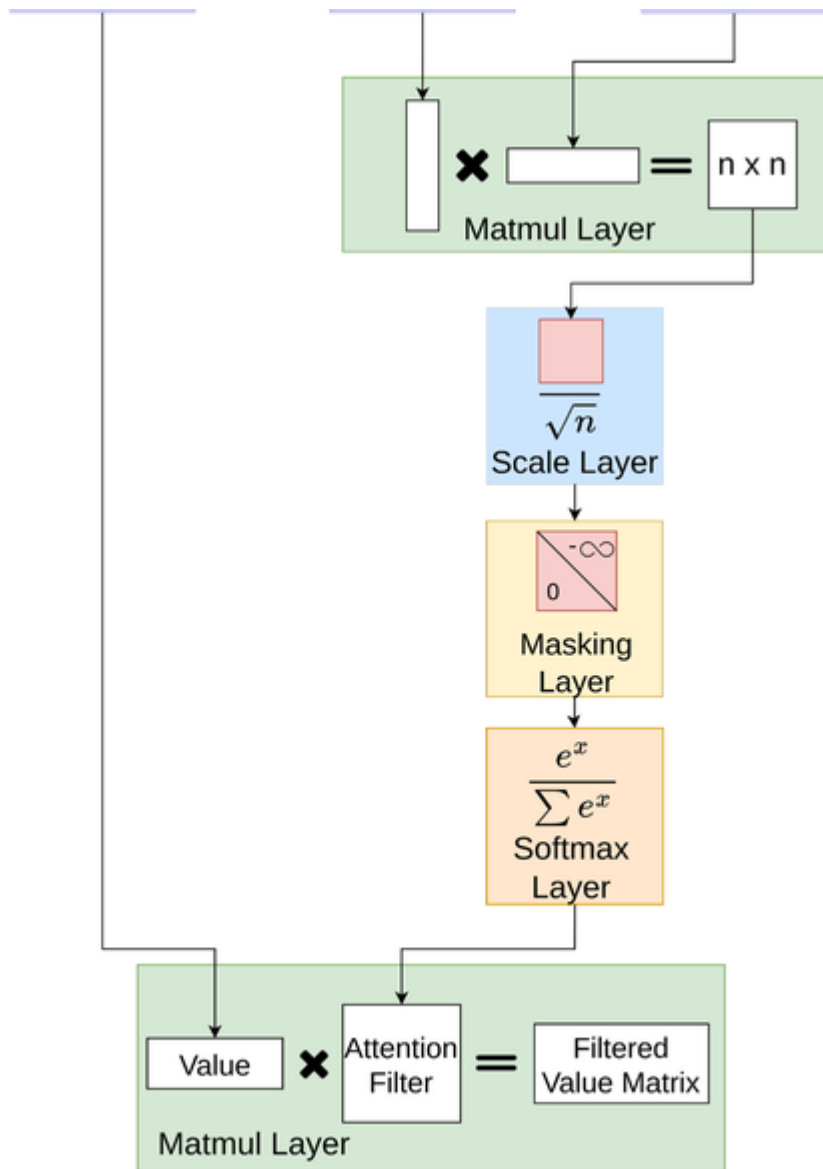 n x n
Matmul Layer
√n
Scale Layer
-∞
0
Masking
Layer
e^x
∑ e^x
Softmax
Layer
Value
Attention
Filter
Filtered
Value Matrix
Matmul Layer